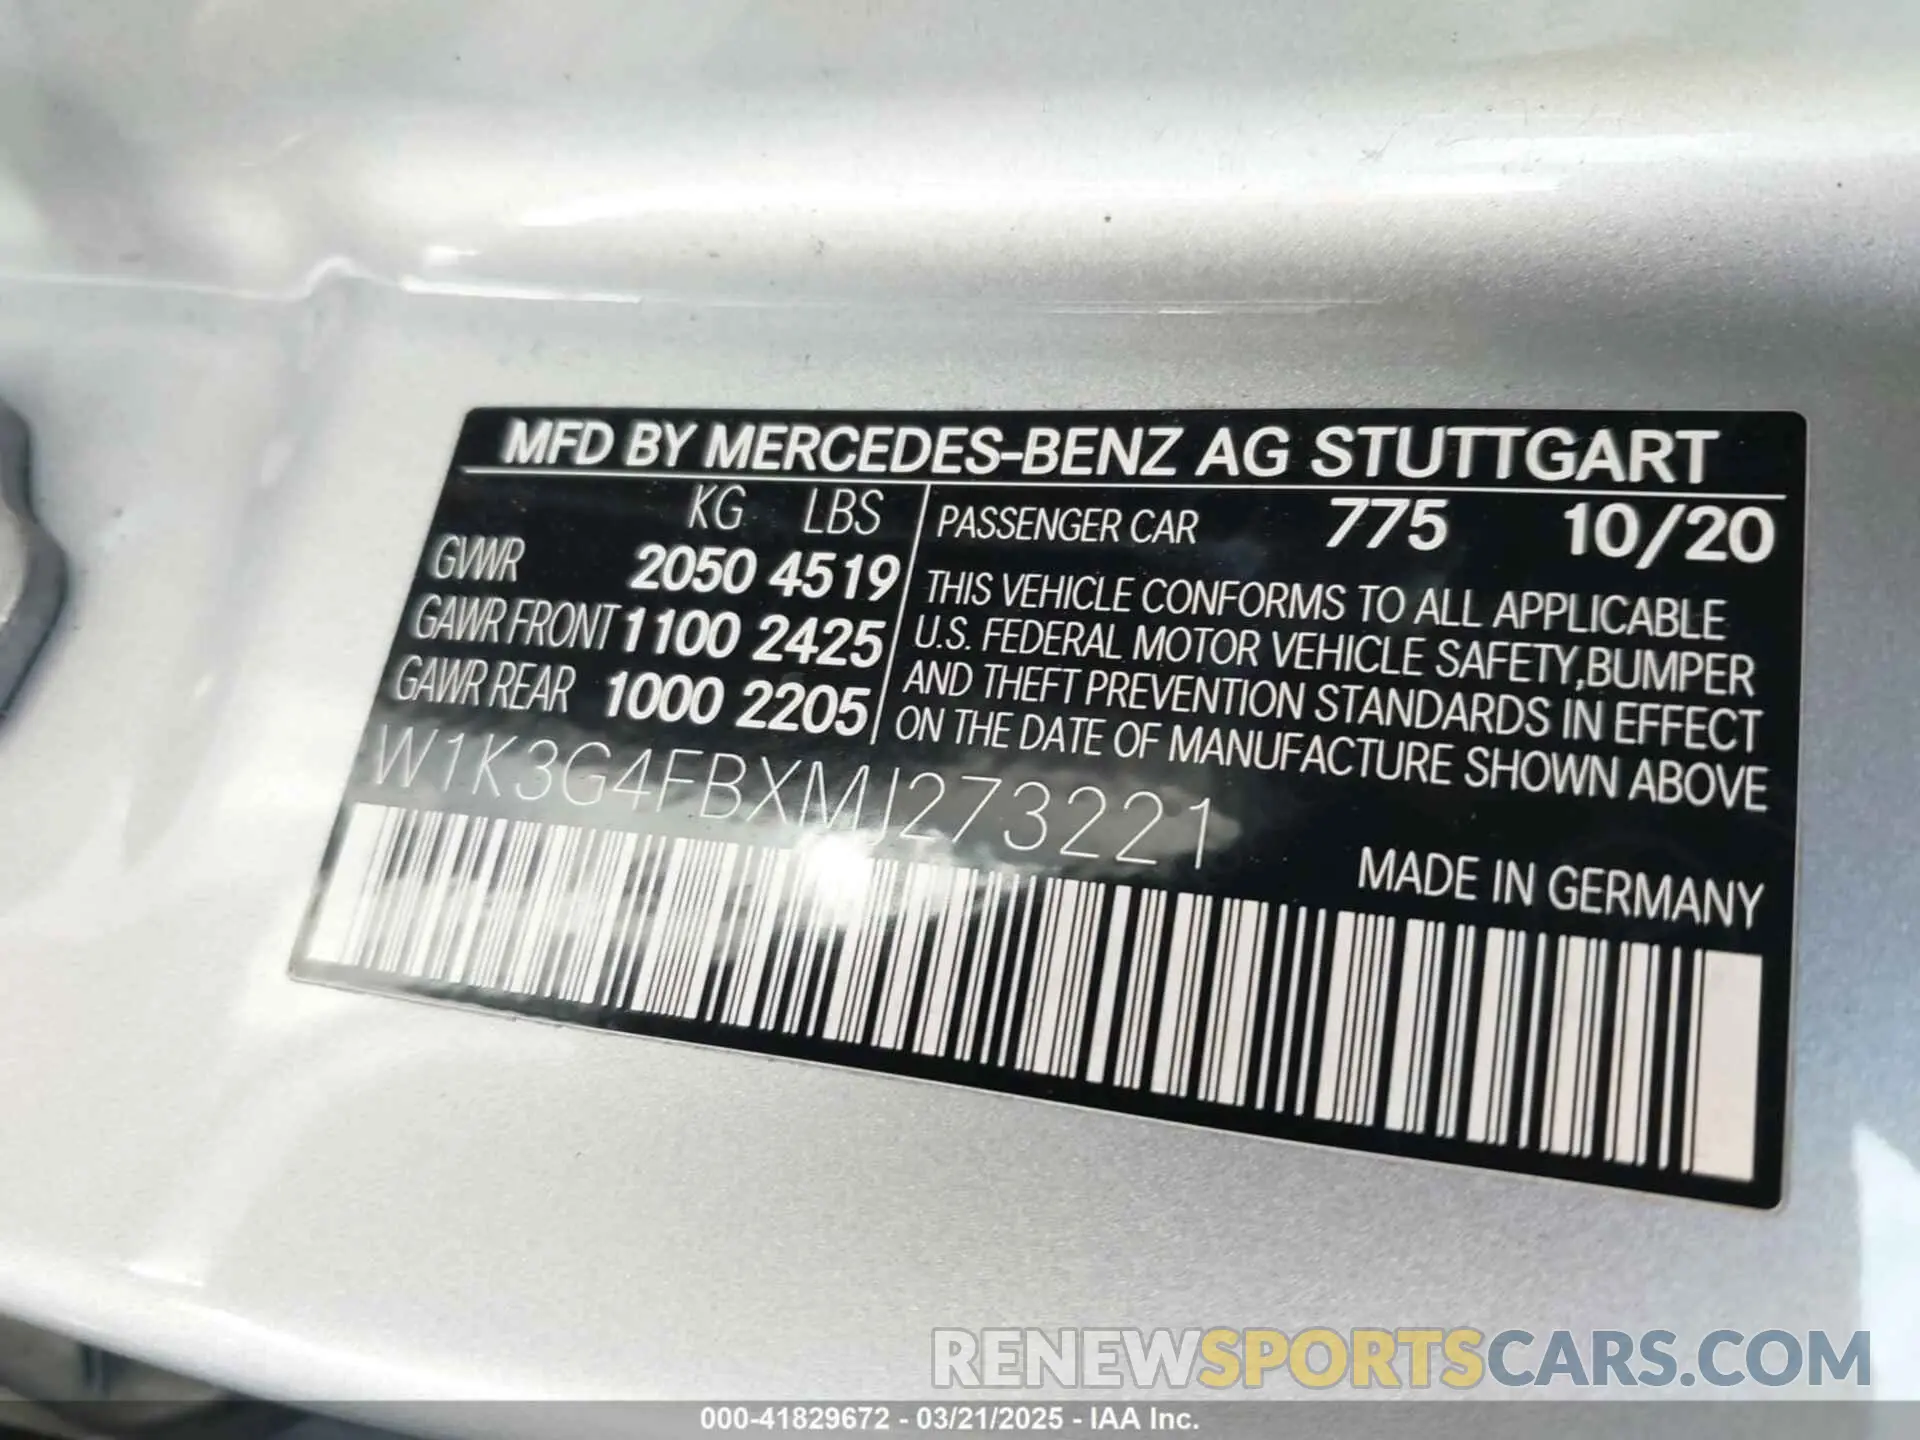 MFD BY MERCEDES-BENZ AG STUTTGART
KG LBS
GVWR 2050 4519
GAWR FRONT 1100 2425
GAWR REAR 1000 2205
PASSENGER CAR 775 10/20
THIS VEHICLE CONFORMS TO ALL APPLICABLE
U.S. FEDERAL MOTOR VEHICLE SAFETY,BUMPER
AND THEFT PREVENTION STANDARDS IN EFFECT
ON THE DATE OF MANUFACTURE SHOWN ABOVE
W1K3G4FBXMJ273221
MADE IN GERMANY
RENEWSPORTSCARS.COM
000-41829672 - 03/21/2025 - IAA Inc.